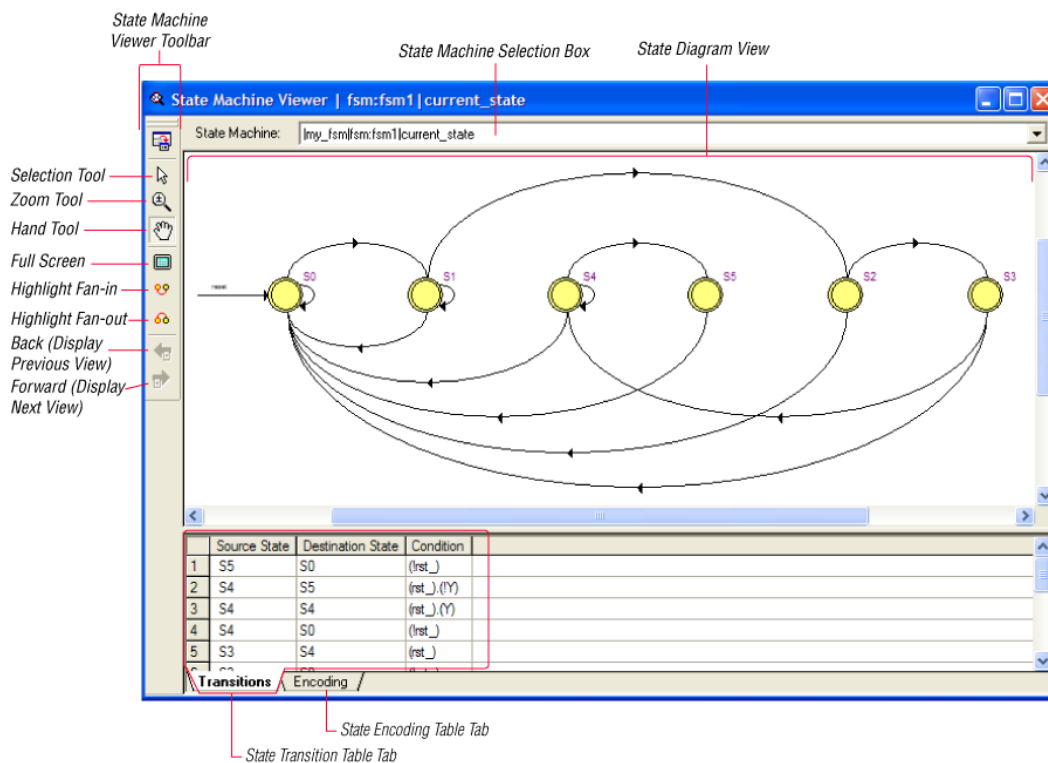 State Machine
Viewer Toolbar
State Machine Selection Box
State Diagram View
State Machine Viewer | fsm:fsm1|current_state
State Machine:
|my_fsm|fsm:fsm1|current_state
Selection Tool
Zoom Tool
Hand Tool
Full Screen
Highlight Fan-in
Highlight Fan-out
Back (Display
Previous View)
Forward (Display
Next View)
reset
S0
S1
S4
S5
S2
S3
Source State Destination State Condition
1 S5 S0 (!rst_)
2 S4 S5 (rst_).(!Y)
3 S4 S4 (rst_).(Y)
4 S4 S0 (!rst_)
5 S3 S4 (rst_)
Transitions Encoding
State Encoding Table Tab
State Transition Table Tab